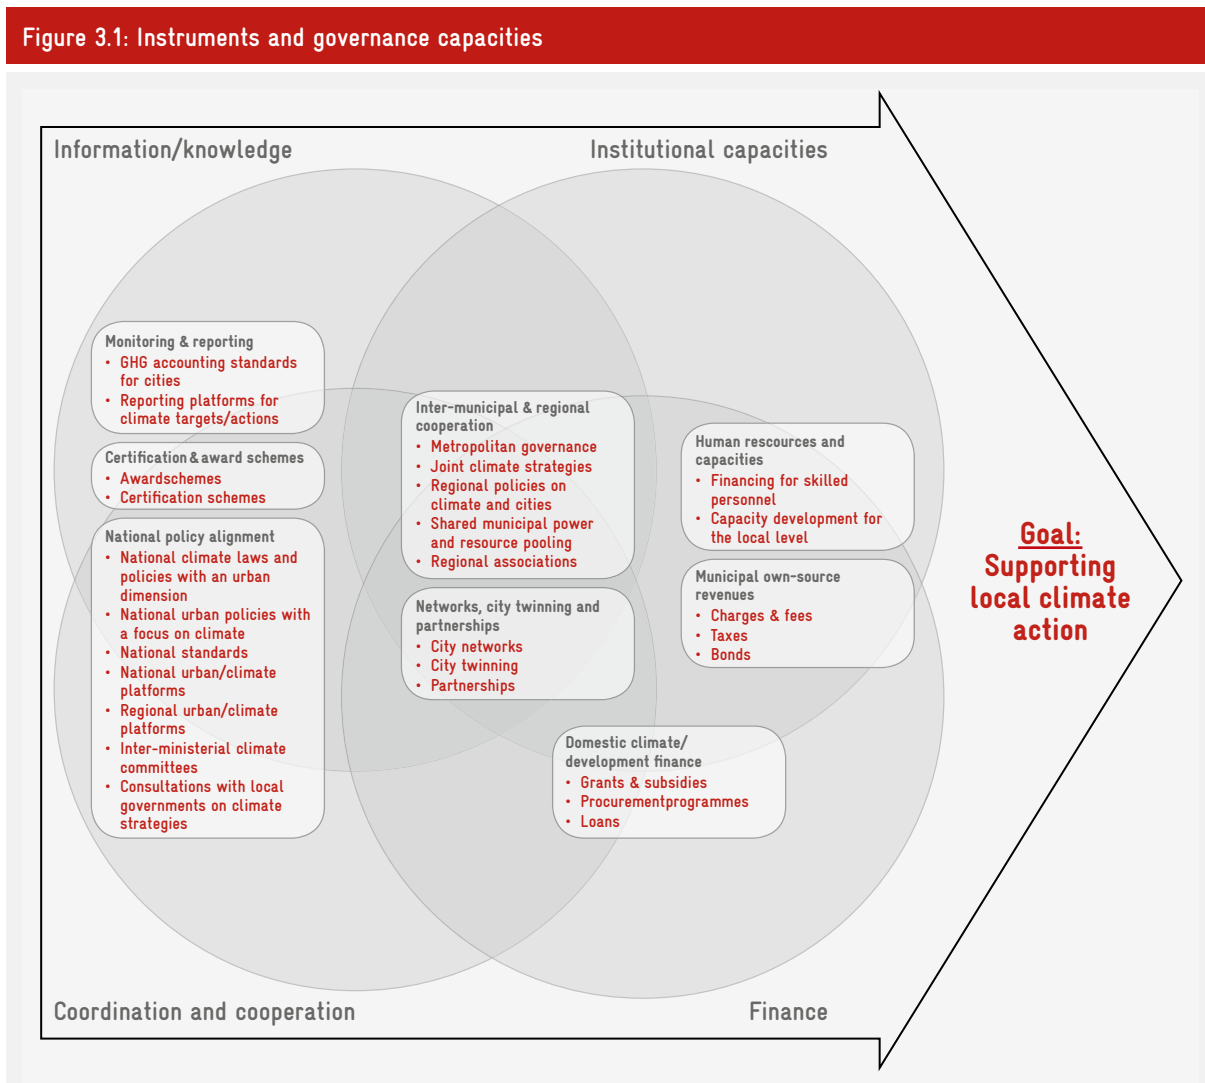 Figure 3.1: Instruments and governance capacities
Information/knowledge
Institutional capacities
Monitoring & reporting
• GHG accounting standards
for cities
• Reporting platforms for
climate targets/actions
Certification & award schemes
• Awardschemes
• Certification schemes
National policy alignment
• National climate laws and
policies with an urban
dimension
• National urban policies with
a focus on climate
• National standards
• National urban/climate
platforms
• Regional urban/climate
platforms
• Inter-ministerial climate
committees
• Consultations with local
governments on climate
strategies
Inter-municipal & regional
cooperation
• Metropolitan governance
• Joint climate strategies
• Regional policies on
climate and cities
• Shared municipal power
and resource pooling
• Regional associations
Networks, city twinning and
partnerships
• City networks
• City twinning
• Partnerships
Human rescources and
capacities
• Financing for skilled
personnel
• Capacity development for
the local level
Municipal own-source
revenues
• Charges & fees
• Taxes
• Bonds
Domestic climate/
development finance
• Grants & subsidies
• Procurementprogrammes
• Loans
Goal:
Supporting
local climate
action
Coordination and cooperation
Finance